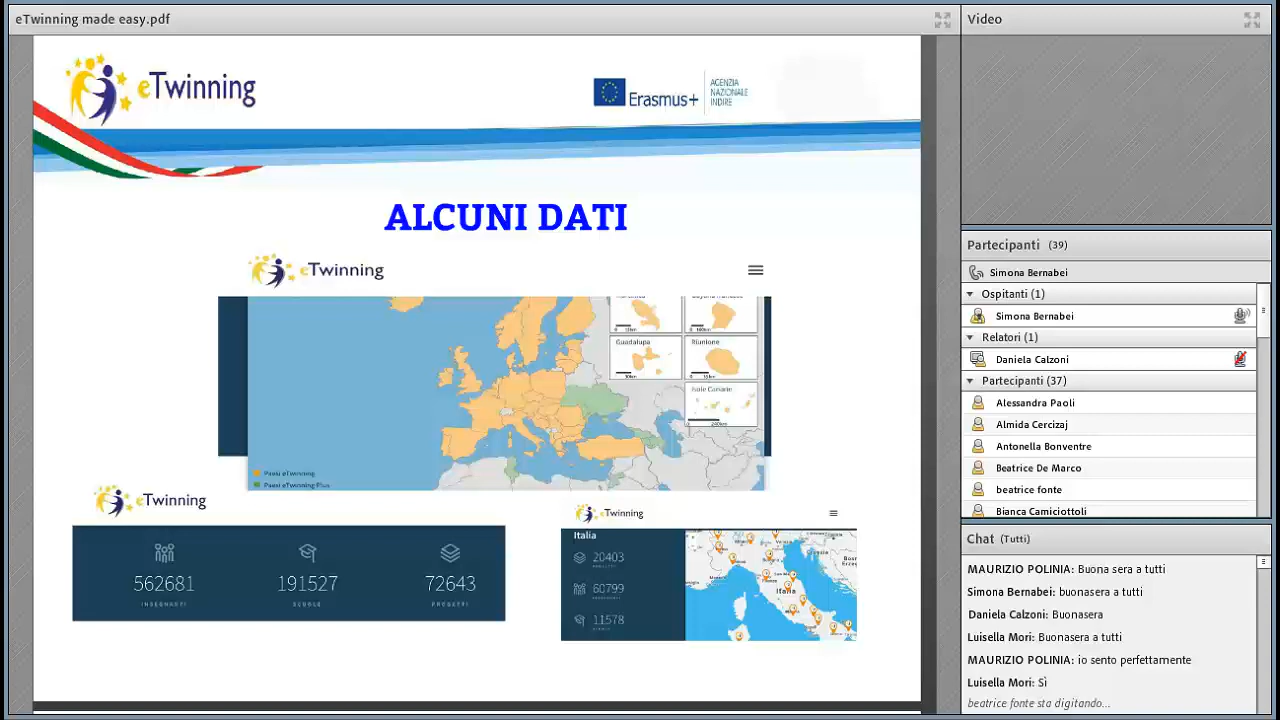 eTwinning made easy.pdf
eTwinning
Erasmus+
AGENZIA
NAZIONALE
INDIRE
ALCUNI DATI
eTwinning
Guadalupa
Riunione
Isole Canarie
Paesi eTwinning
Paesi eTwinning Plus
eTwinning
562681
191527
72643
INSEGNANTI
SCUOLE
PROGETTI
eTwinning
Italia
20403
60799
11578
Italia
Video
Partecipanti (39)
Simona Bernabei
Ospitanti (1)
Simona Bernabei
Relatori (1)
Daniela Calzoni
Partecipanti (37)
Alessandra Paoli
Almida Cercizaj
Antonella Bonventre
Beatrice De Marco
beatrice fonte
Bianca Camiciottoli
Chat (Tutti)
MAURIZIO POLINIA: Buona sera a tutti
Simona Bernabei: buonasera a tutti
Daniela Calzoni: Buonasera
Luisella Mori: Buonasera a tutti
MAURIZIO POLINIA: io sento perfettamente
Luisella Mori: Sì
beatrice fonte sta digitando...